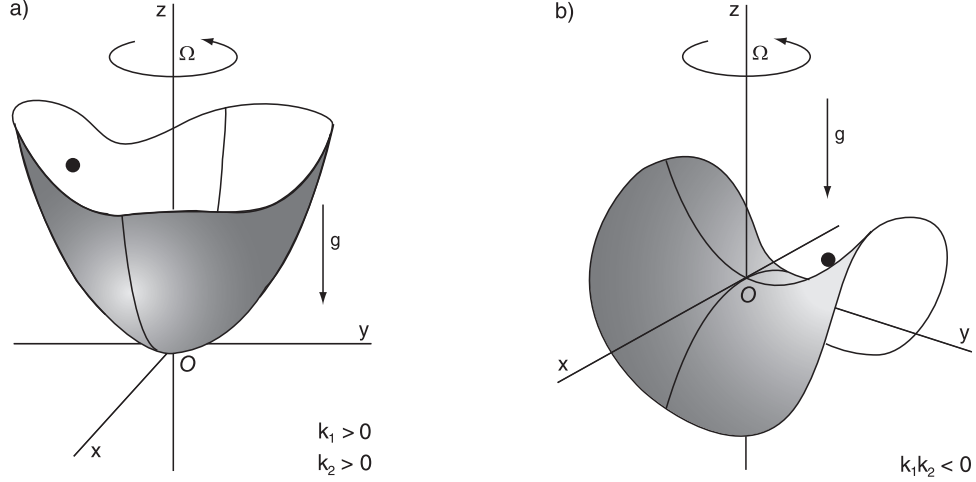 a)
z
Ω
g
y
O
x
k₁ > 0
k₂ > 0
b)
z
Ω
g
O
x
y
k₁k₂ < 0